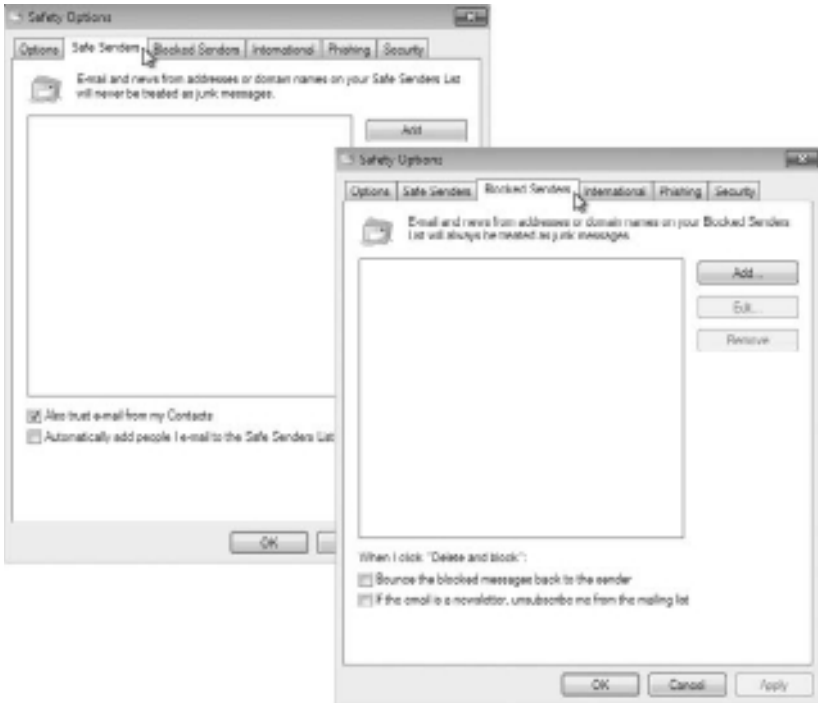 Safety Options
Options Safe Senders Blocked Senders International Phishing Security
E-mail and news from addresses or domain names on your Safe Senders List
will never be treated as junk messages.
Add
Also trust e-mail from my Contacts
Automatically add people I e-mail to the Safe Senders List
OK
Safety Options
Options Safe Senders Blocked Senders International Phishing Security
E-mail and news from addresses or domain names on your Blocked Senders
List will always be treated as junk messages.
Add...
Edit...
Remove
When I click "Delete and block":
Bounce the blocked messages back to the sender
If the email is a newsletter, unsubscribe me from the mailing list
OK Cancel Apply